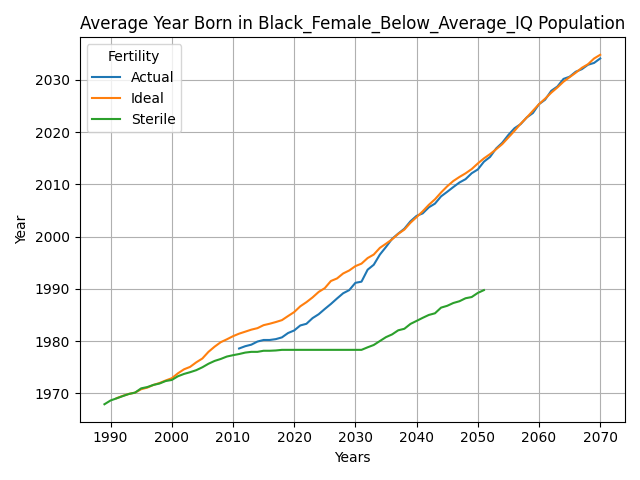 Average Year Born in Black_Female_Below_Average_IQ Population
Fertility
Actual
Ideal
Sterile
Year
2030
2020
2010
2000
1990
1980
1970
1990 2000 2010 2020 2030 2040 2050 2060 2070
Years